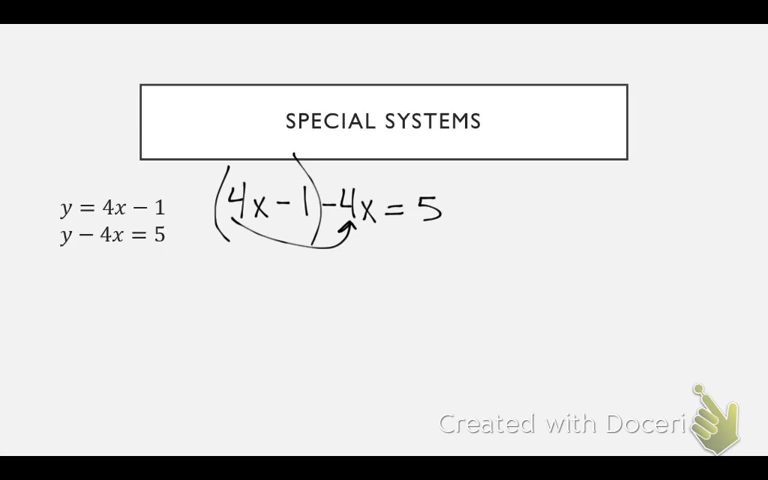 SPECIAL SYSTEMS
y = 4x − 1
y − 4x = 5
(4x - 1) - 4x = 5
Created with Doceri